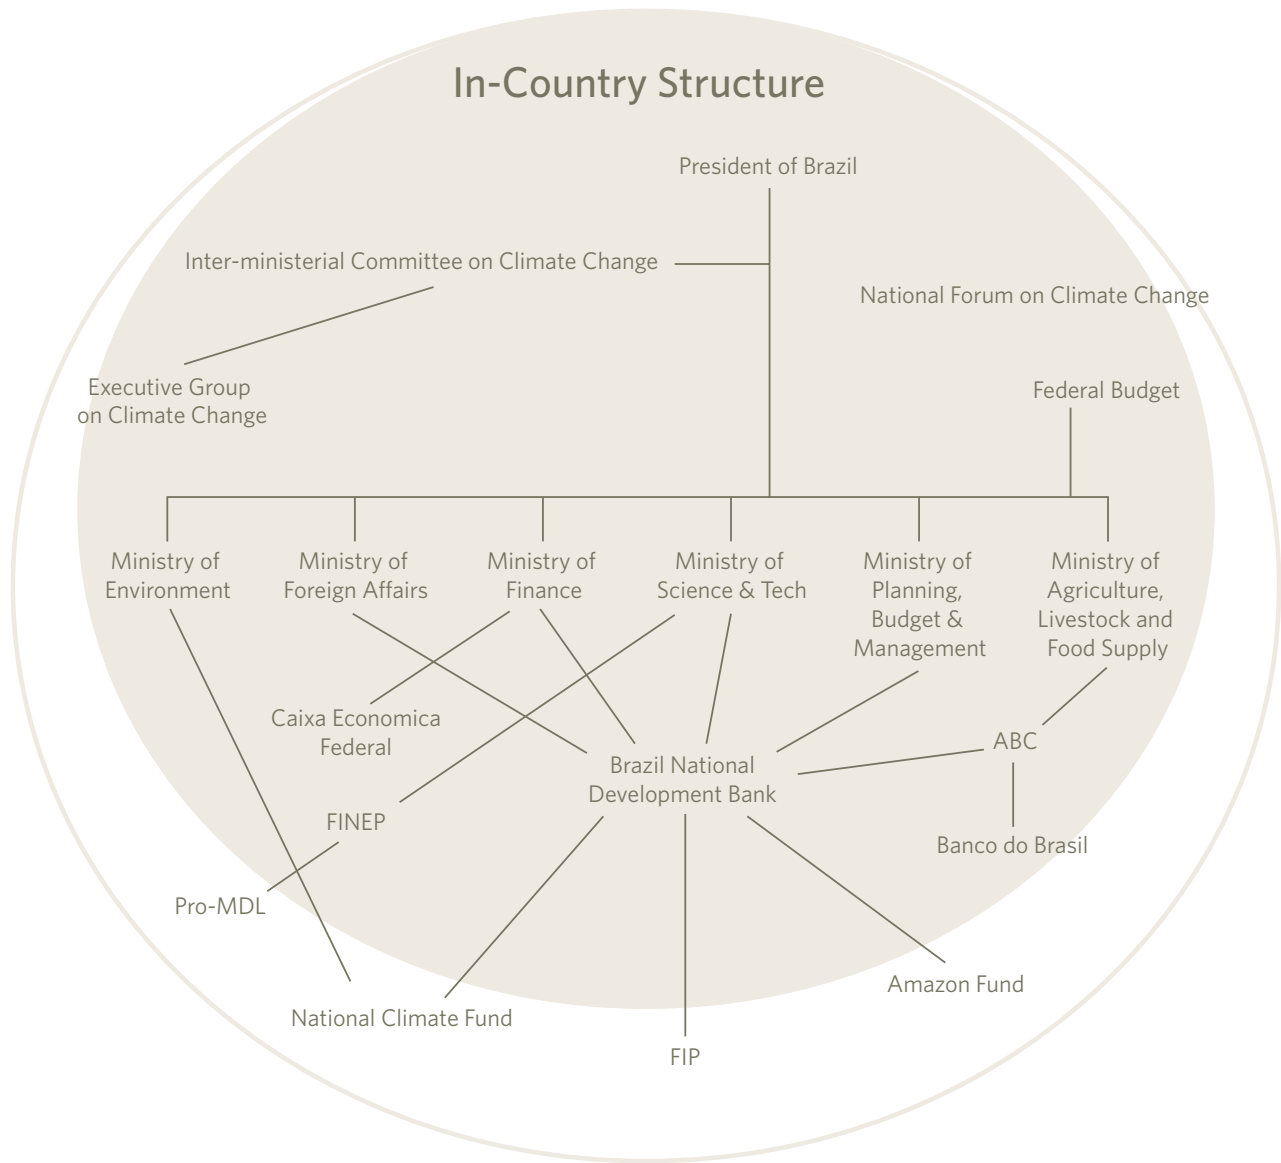 In-Country Structure
President of Brazil
Inter-ministerial Committee on Climate Change
National Forum on Climate Change
Executive Group
on Climate Change
Federal Budget
Ministry of
Environment
Ministry of
Foreign Affairs
Ministry of
Finance
Ministry of
Science & Tech
Ministry of
Planning,
Budget &
Management
Ministry of
Agriculture,
Livestock and
Food Supply
Caixa Economica
Federal
Brazil National
Development Bank
ABC
FINEP
Banco do Brasil
Pro-MDL
Amazon Fund
National Climate Fund
FIP